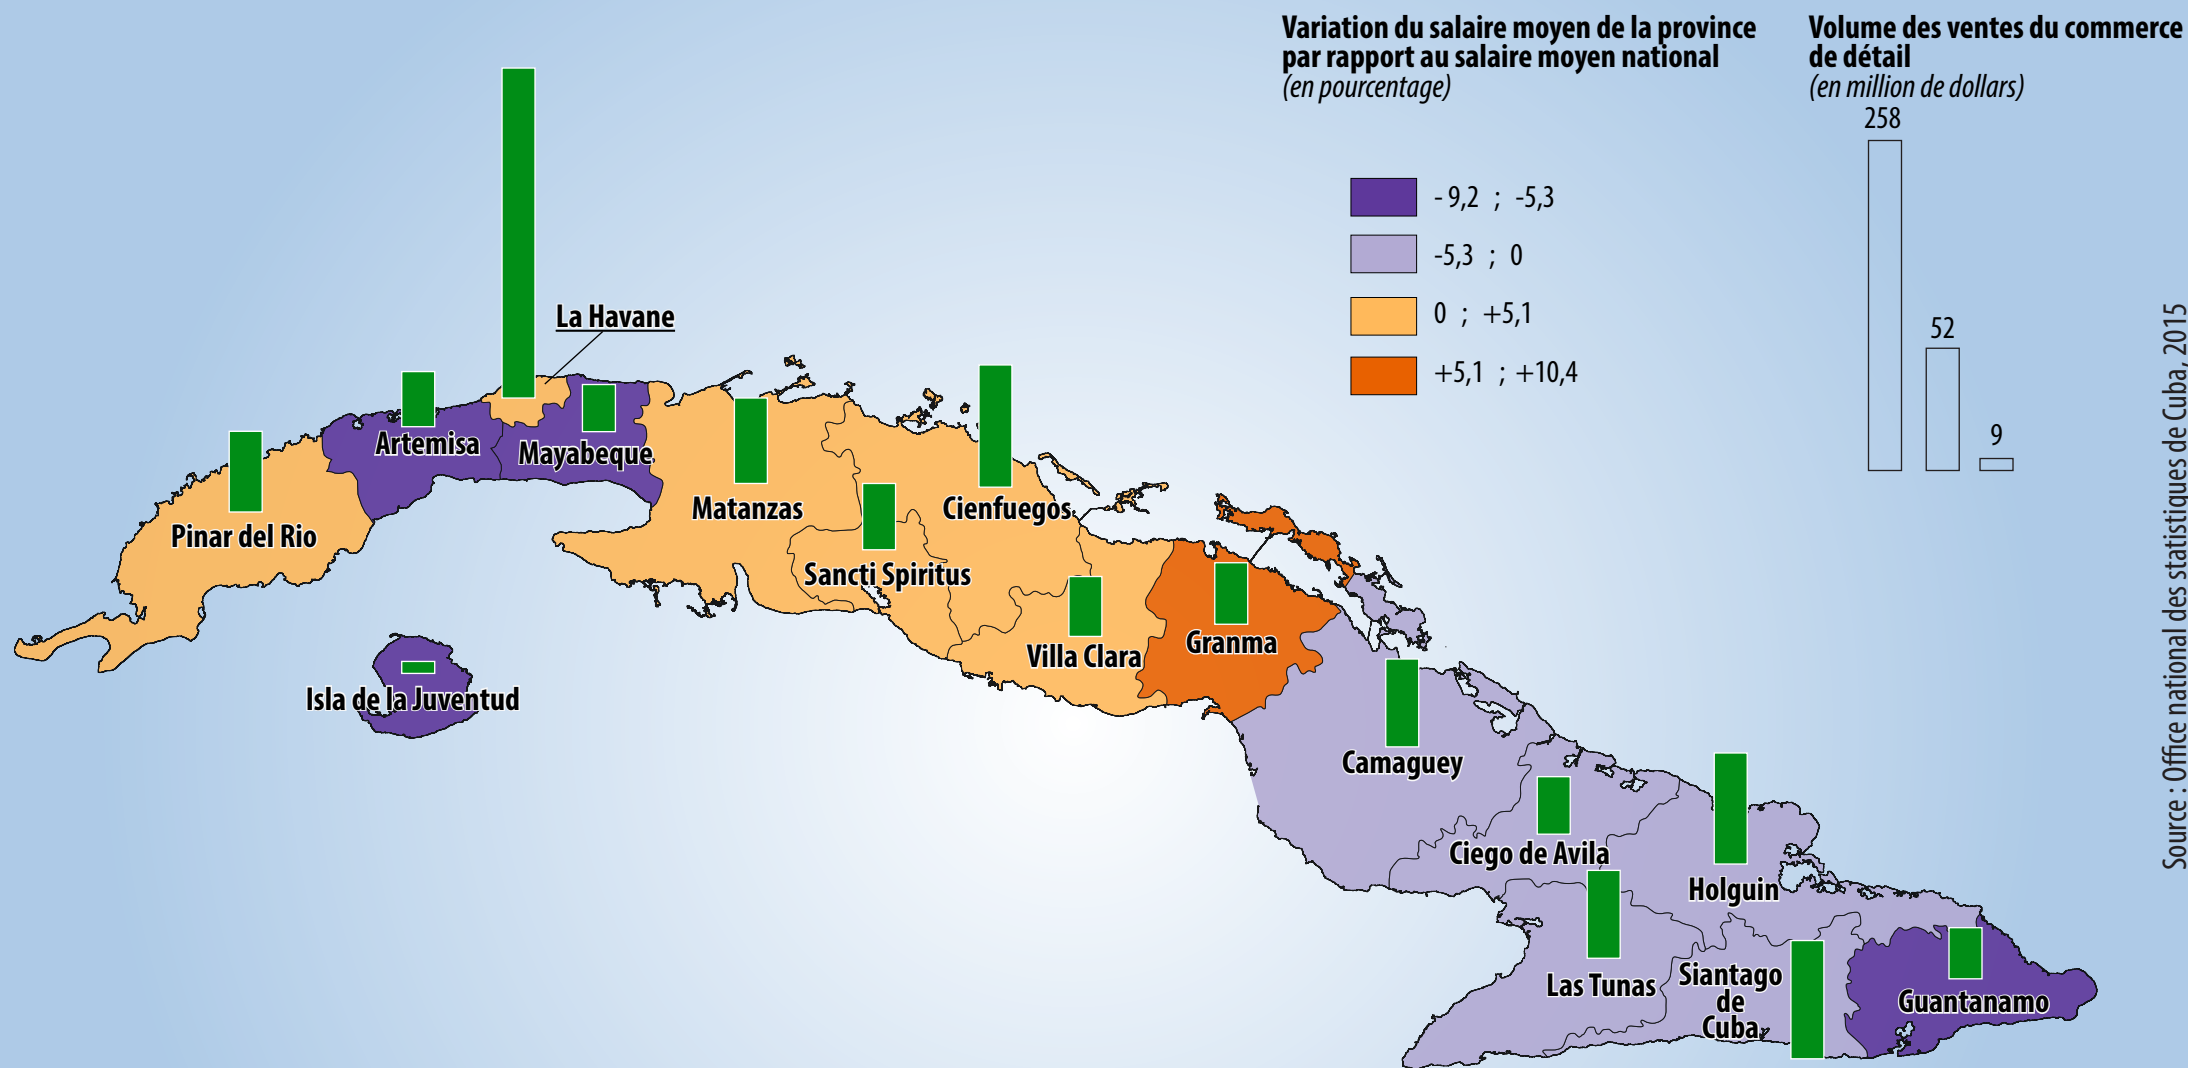 Variation du salaire moyen de la province
par rapport au salaire moyen national
(en pourcentage)
- 9,2 ; -5,3
-5,3 ; 0
0 ; +5,1
+5,1 ; +10,4
Volume des ventes du commerce
de détail
(en million de dollars)
258
52
9
La Havane
Artemisa
Mayabeque
Pinar del Rio
Matanzas
Cienfuegos
Sancti Spiritus
Villa Clara
Granma
Isla de la Juventud
Camaguey
Ciego de Avila
Holguin
Las Tunas
Siantago
de
Cuba
Guantanamo
Source : Office national des statistiques de Cuba, 2015